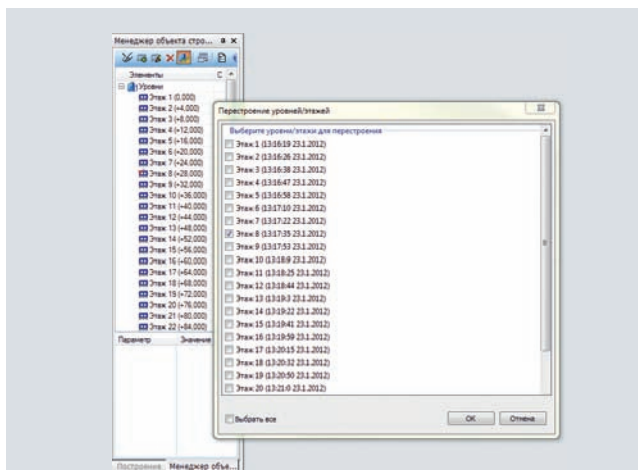 Менеджер объекта стро...
Элементы С
Уровни
Этаж 1 (0,000)
Этаж 2 (+4,000)
Этаж 3 (+8,000)
Этаж 4 (+12,000)
Этаж 5 (+16,000)
Этаж 6 (+20,000)
Этаж 7 (+24,000)
Этаж 8 (+28,000)
Этаж 9 (+32,000)
Этаж 10 (+36,000)
Этаж 11 (+40,000)
Этаж 12 (+44,000)
Этаж 13 (+48,000)
Этаж 14 (+52,000)
Этаж 15 (+56,000)
Этаж 16 (+60,000)
Этаж 17 (+64,000)
Этаж 18 (+68,000)
Этаж 19 (+72,000)
Этаж 20 (+76,000)
Этаж 21 (+80,000)
Этаж 22 (+84,000)
Параметр Значение
Построение Менеджер объе...
Перестроение уровней/этажей
Выберите уровни/этажи для перестроения
Этаж 1 (13:16:19 23.1.2012)
Этаж 2 (13:16:26 23.1.2012)
Этаж 3 (13:16:38 23.1.2012)
Этаж 4 (13:16:47 23.1.2012)
Этаж 5 (13:16:58 23.1.2012)
Этаж 6 (13:17:10 23.1.2012)
Этаж 7 (13:17:22 23.1.2012)
Этаж 8 (13:17:35 23.1.2012)
Этаж 9 (13:17:53 23.1.2012)
Этаж 10 (13:18:9 23.1.2012)
Этаж 11 (13:18:25 23.1.2012)
Этаж 12 (13:18:44 23.1.2012)
Этаж 13 (13:19:3 23.1.2012)
Этаж 14 (13:19:22 23.1.2012)
Этаж 15 (13:19:41 23.1.2012)
Этаж 16 (13:19:59 23.1.2012)
Этаж 17 (13:20:15 23.1.2012)
Этаж 18 (13:20:32 23.1.2012)
Этаж 19 (13:20:50 23.1.2012)
Этаж 20 (13:21:0 23.1.2012)
Выбрать все
OK Отмена